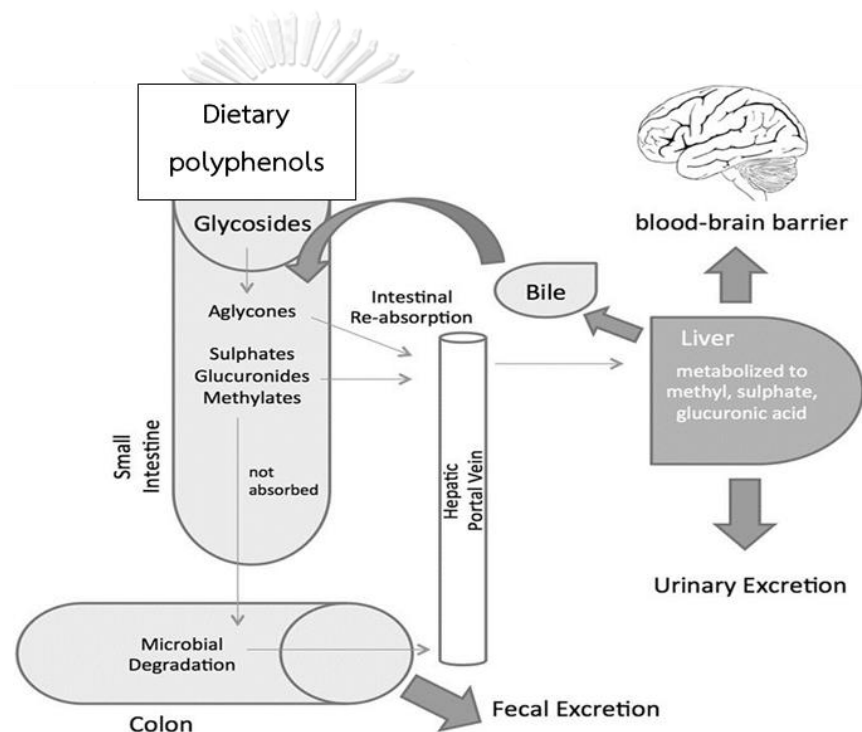 Dietary
polyphenols
Glycosides
Aglycones
Sulphates
Glucuronides
Methylates
not
absorbed
Small
Intestine
Intestinal
Re-absorption
Bile
blood-brain barrier
Liver
metabolized to
methyl, sulphate,
glucuronic acid
Hepatic
Portal Vein
Urinary Excretion
Microbial
Degradation
Colon
Fecal Excretion